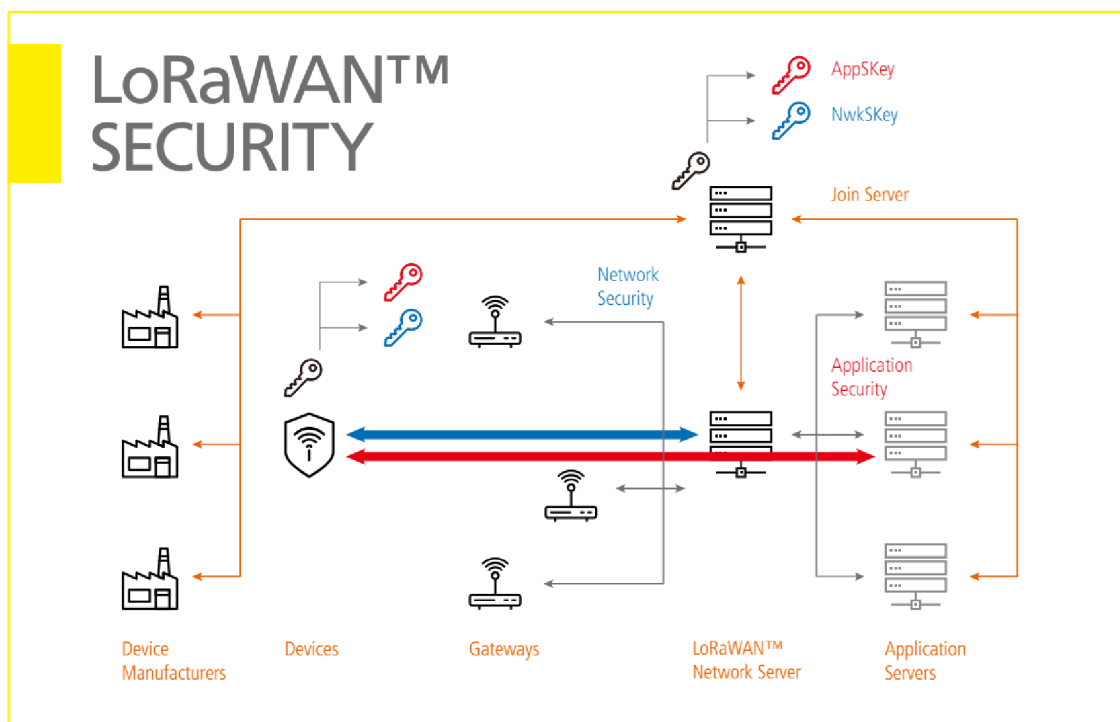 LoRaWAN™
SECURITY
AppSKey
NwkSKey
Join Server
Network
Security
Application
Security
Device
Manufacturers
Devices
Gateways
LoRaWAN™
Network Server
Application
Servers